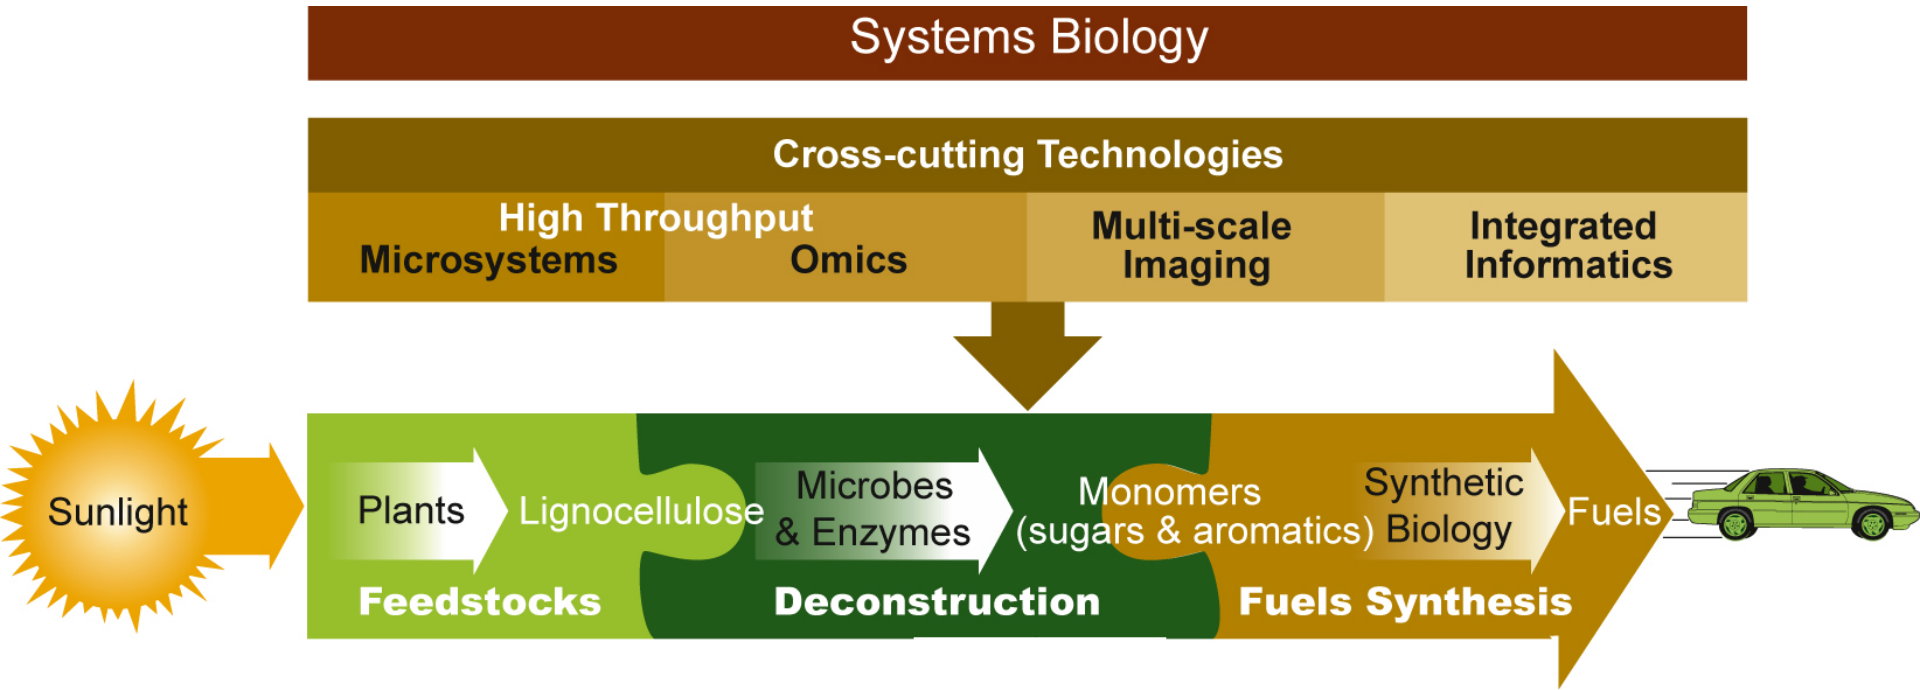 Systems Biology
Cross-cutting Technologies
High Throughput
Microsystems
Omics
Multi-scale
Imaging
Integrated
Informatics
Sunlight
Plants
Lignocellulose
Microbes
& Enzymes
Monomers
(sugars & aromatics)
Synthetic
Biology
Fuels
Feedstocks
Deconstruction
Fuels Synthesis